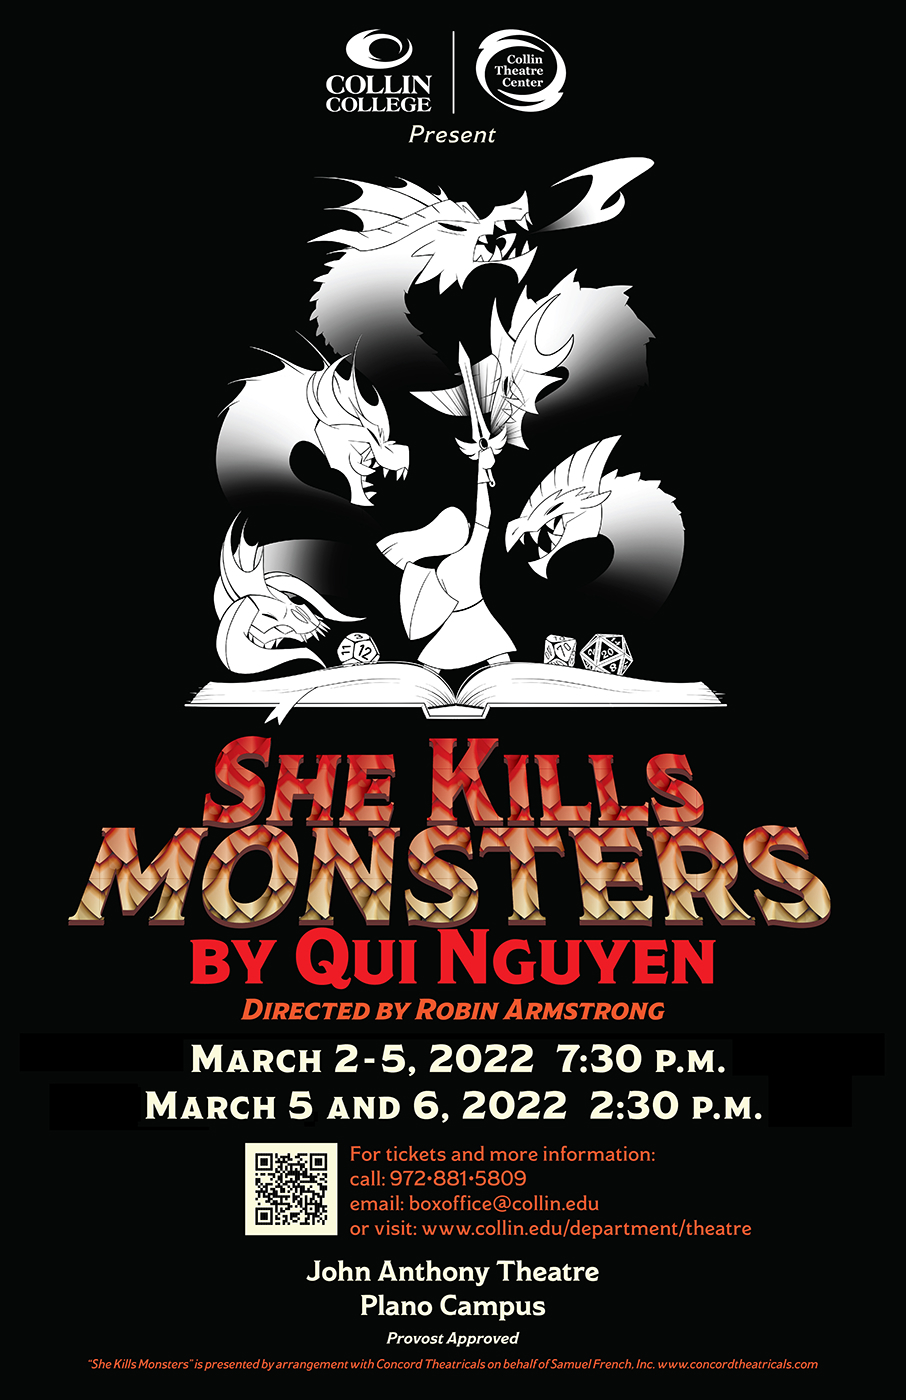 COLLIN
COLLEGE
Collin
Theatre
Center
Present
11 12
10
20
8
She Kills
Monsters
by Qui Nguyen
Directed by Robin Armstrong
March 2-5, 2022 7:30 p.m.
March 5 and 6, 2022 2:30 p.m.
For tickets and more information:
call: 972•881•5809
email: boxoffice@collin.edu
or visit: www.collin.edu/department/theatre
John Anthony Theatre
Plano Campus
Provost Approved
“She Kills Monsters” is presented by arrangement with Concord Theatricals on behalf of Samuel French, Inc. www.concordtheatricals.com